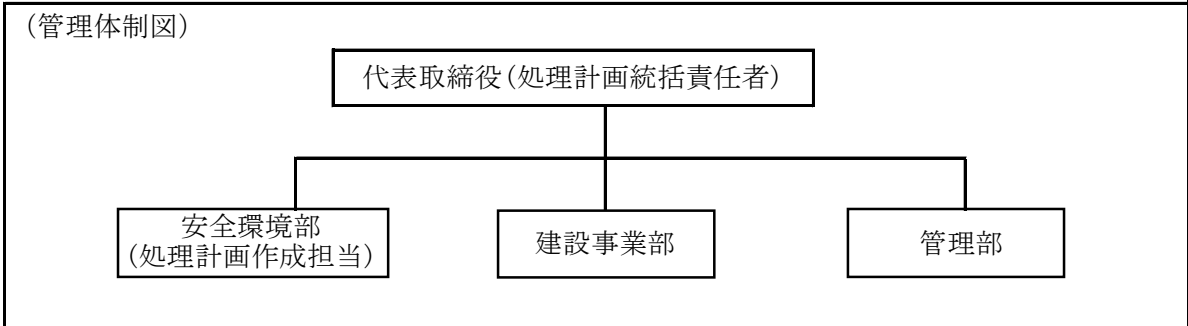 (管理体制図)
代表取締役(処理計画統括責任者)
安全環境部
(処理計画作成担当)
建設事業部
管理部